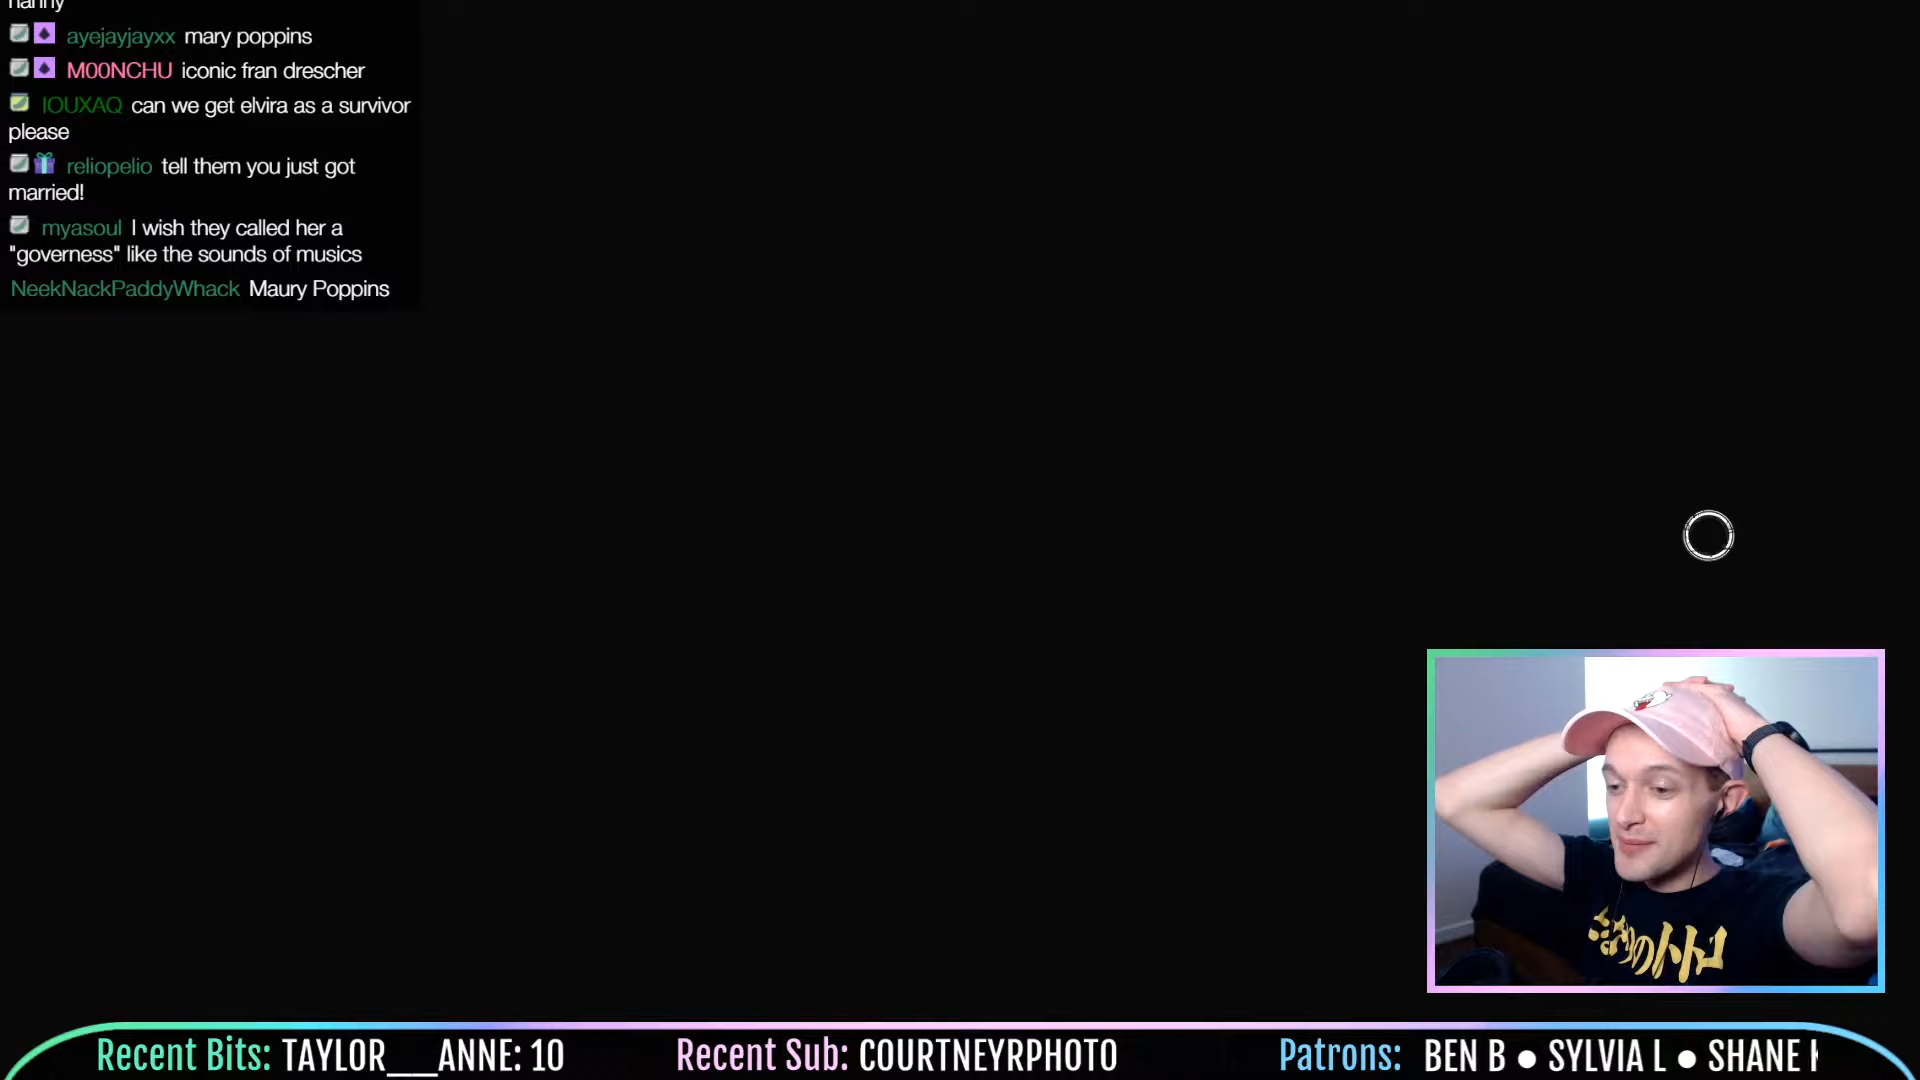 nanny
ayejayjayxx mary poppins
M00NCHU iconic fran drescher
IOUXAQ can we get elvira as a survivor
please
reliopelio tell them you just got
married!
myasoul I wish they called her a
"governess" like the sounds of musics
NeekNackPaddyWhack Maury Poppins
Recent Bits: TAYLOR__ANNE: 10
Recent Sub: COURTNEYRPHOTO
Patrons: BEN B ● SYLVIA L ● SHANE